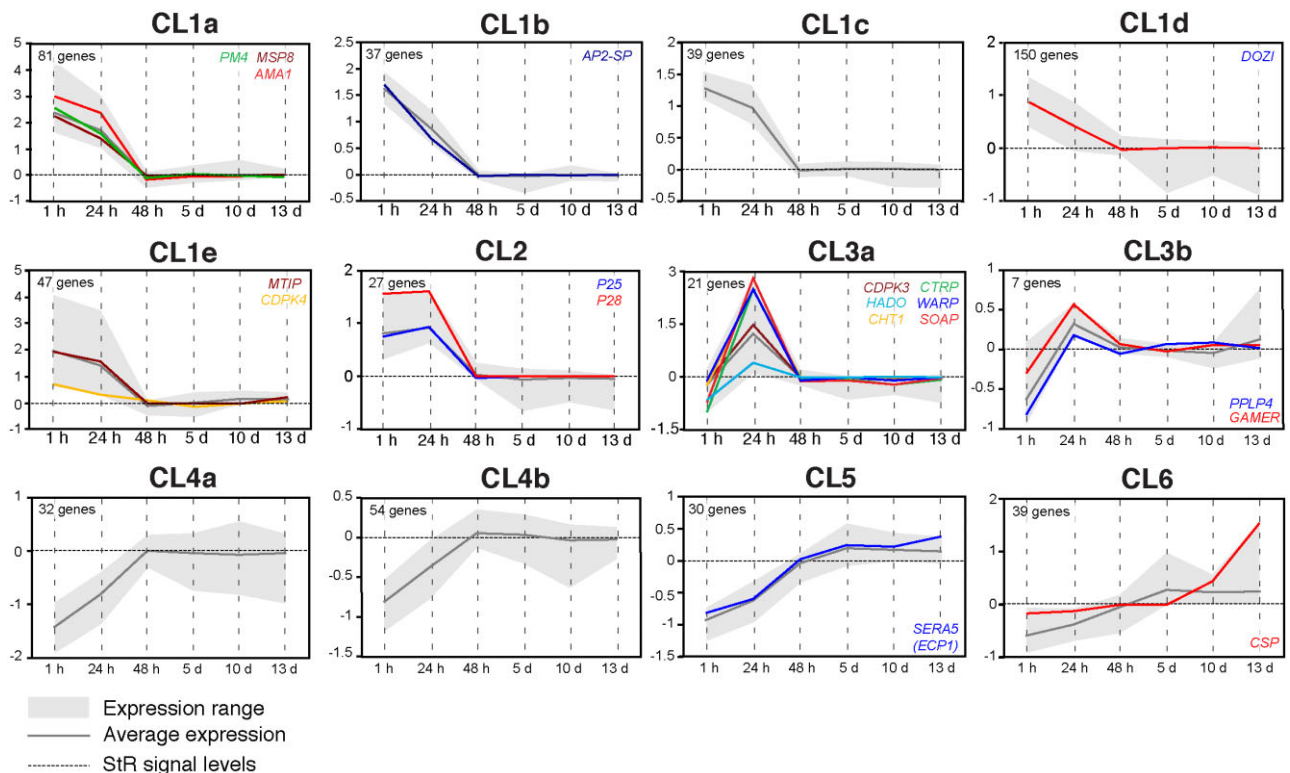 CL1a
81 genes
PM4 MSP8
AMA1
5
4
3
2
1
0
-1
1 h 24 h 48 h 5 d 10 d 13 d
CL1b
37 genes
AP2-SP
2.5
2
1.5
1
0.5
0
-0.5
1 h 24 h 48 h 5 d 10 d 13 d
CL1c
39 genes
2
1.5
1
0.5
0
-0.5
1 h 24 h 48 h 5 d 10 d 13 d
CL1d
150 genes
DOZI
2
1
0
-1
1 h 24 h 48 h 5 d 10 d 13 d
CL1e
47 genes
MTIP
CDPK4
5
4
3
2
1
0
-1
1 h 24 h 48 h 5 d 10 d 13 d
CL2
27 genes
P25
P28
2
1
0
-1
1 h 24 h 48 h 5 d 10 d 13 d
CL3a
21 genes
CDPK3 CTRP
HADO WARP
CHT1 SOAP
3
1.5
0
-1.5
1 h 24 h 48 h 5 d 10 d 13 d
CL3b
7 genes
PPLP4
GAMER
1
0.5
0
-0.5
-1
1 h 24 h 48 h 5 d 10 d 13 d
CL4a
32 genes
1
0
-1
-2
1 h 24 h 48 h 5 d 10 d 13 d
CL4b
54 genes
0.5
0
-0.5
-1
-1.5
1 h 24 h 48 h 5 d 10 d 13 d
CL5
30 genes
SERA5
(ECP1)
1
0.5
0
-0.5
-1
-1.5
1 h 24 h 48 h 5 d 10 d 13 d
CL6
39 genes
CSP
2
1
0
-1
1 h 24 h 48 h 5 d 10 d 13 d
Expression range
Average expression
StR signal levels